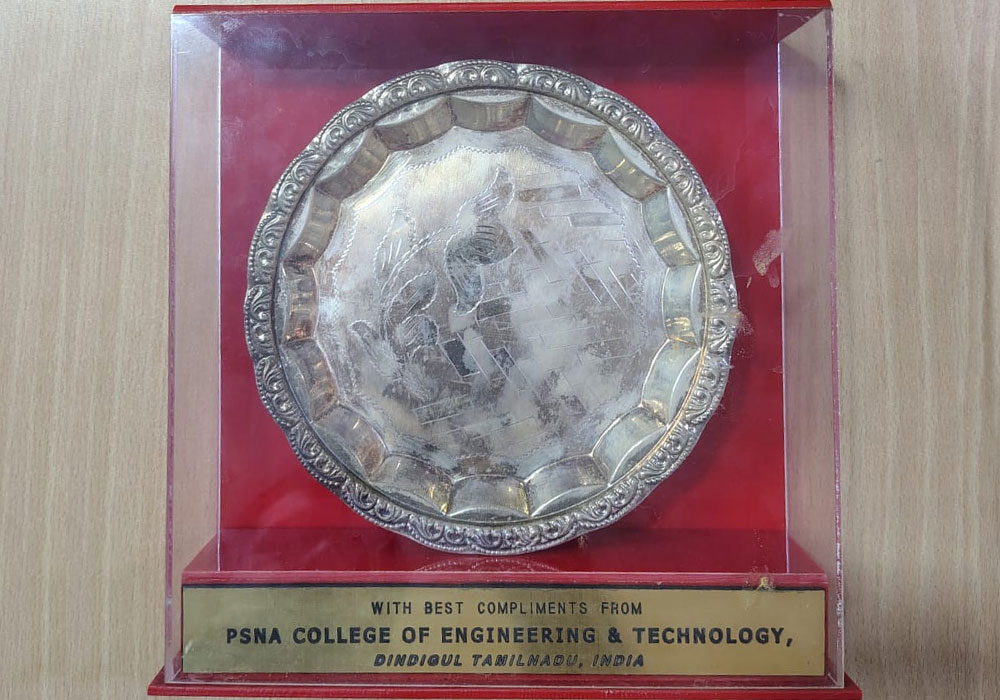 WITH BEST COMPLIMENTS FROM
PSNA COLLEGE OF ENGINEERING & TECHNOLOGY,
DINDIGUL TAMILNADU, INDIA